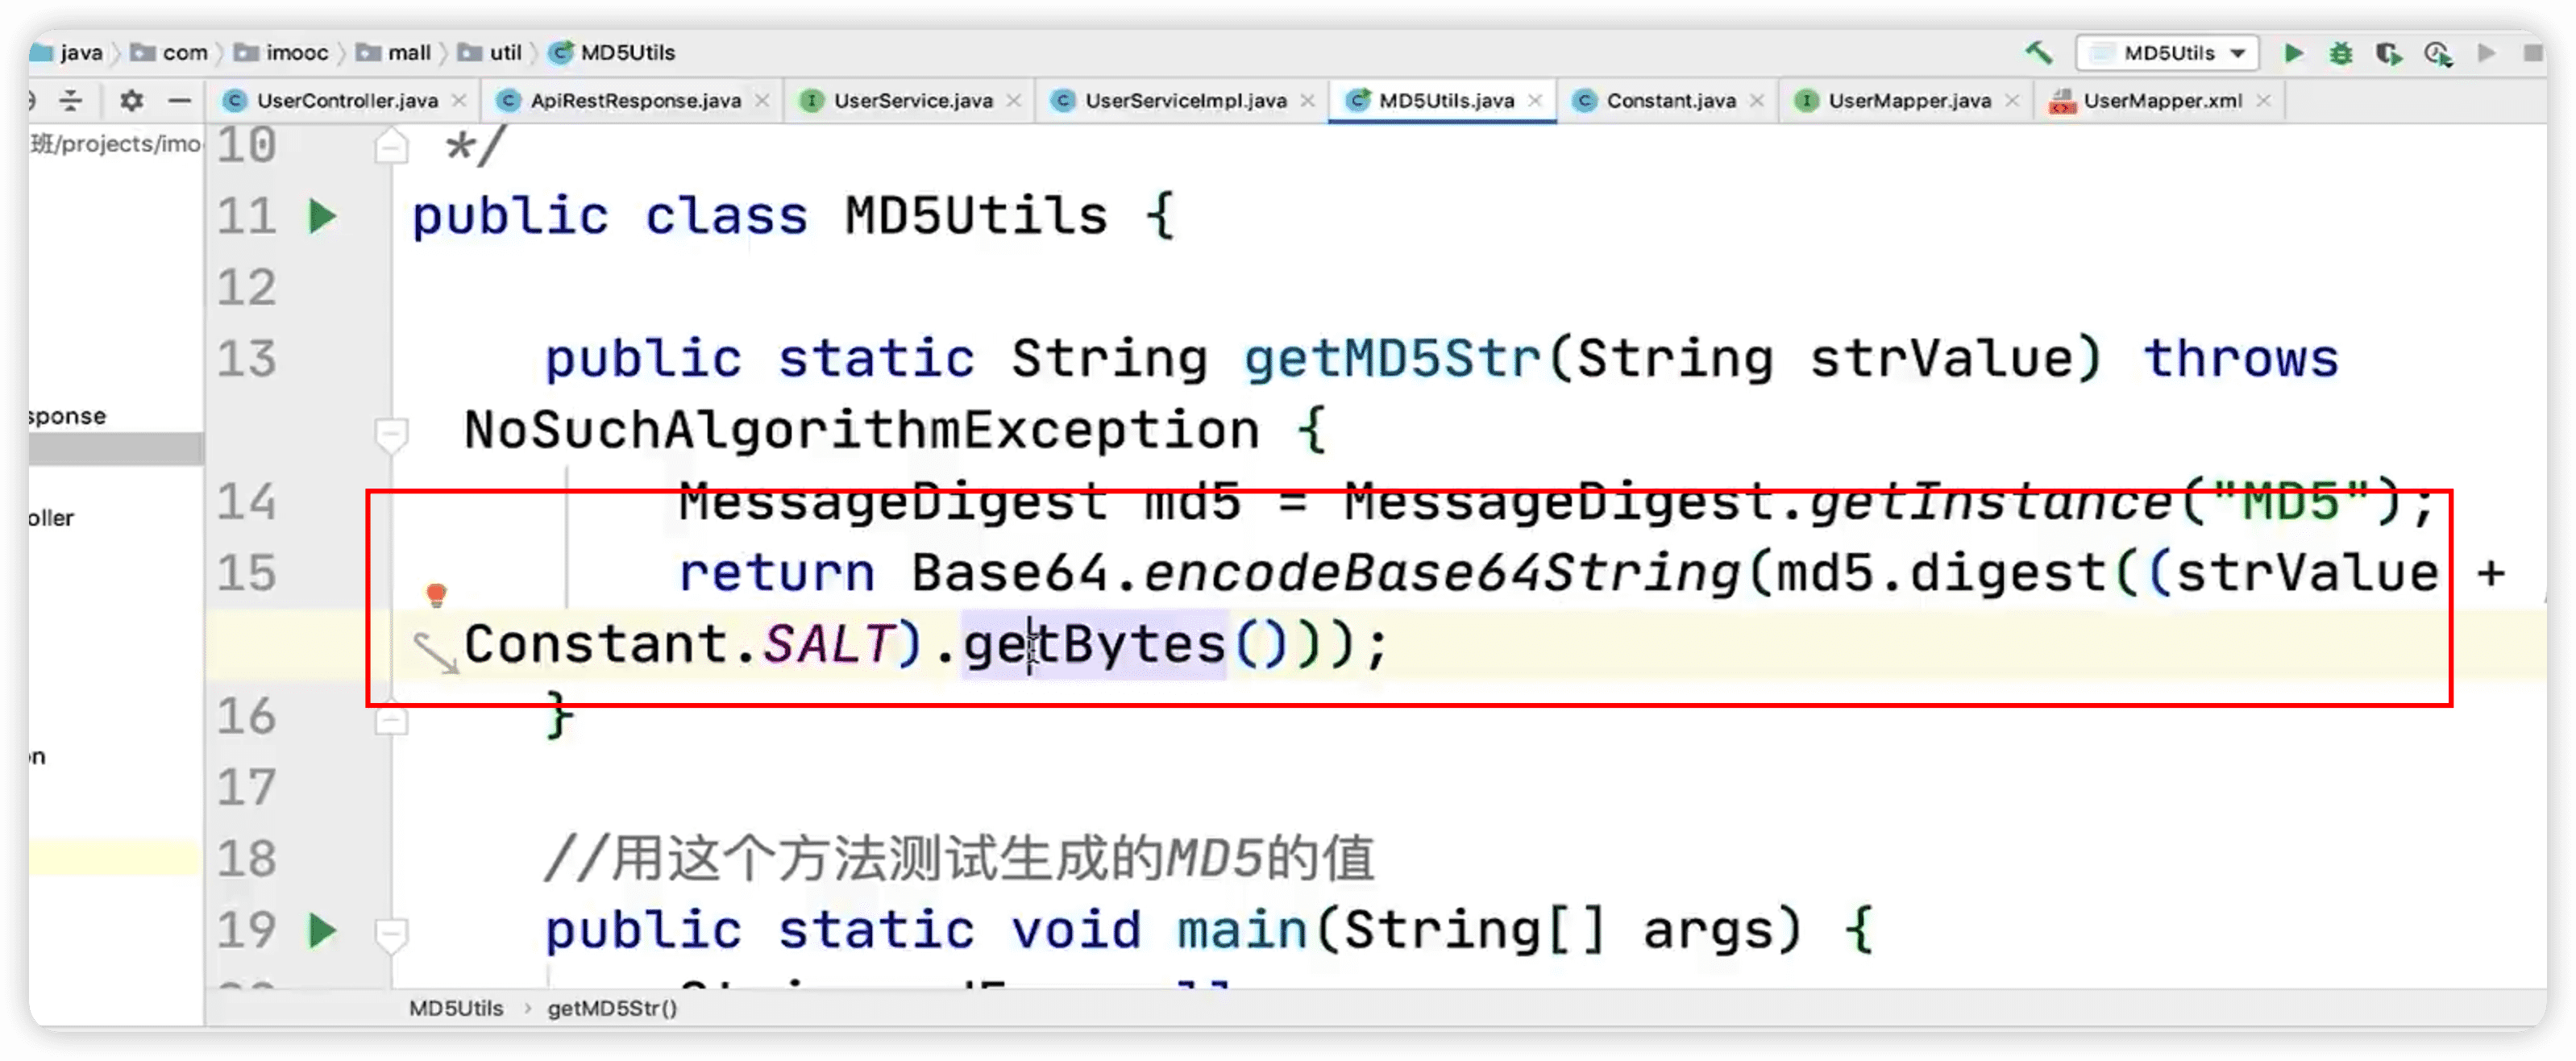 java com imooc mall util MD5Utils MD5Utils
UserController.java ApiRestResponse.java UserService.java UserServiceImpl.java MD5Utils.java Constant.java UserMapper.java UserMapper.xml
班/projects/imo
sponse
oller
on
10 */
11 public class MD5Utils {
12
13 public static String getMD5Str(String strValue) throws
NoSuchAlgorithmException {
14 MessageDigest md5 = MessageDigest.getInstance("MD5");
15 return Base64.encodeBase64String(md5.digest((strValue +
Constant.SALT).getBytes()));
16 }
17
18 //用这个方法测试生成的MD5的值
19 public static void main(String[] args) {
MD5Utils getMD5Str()